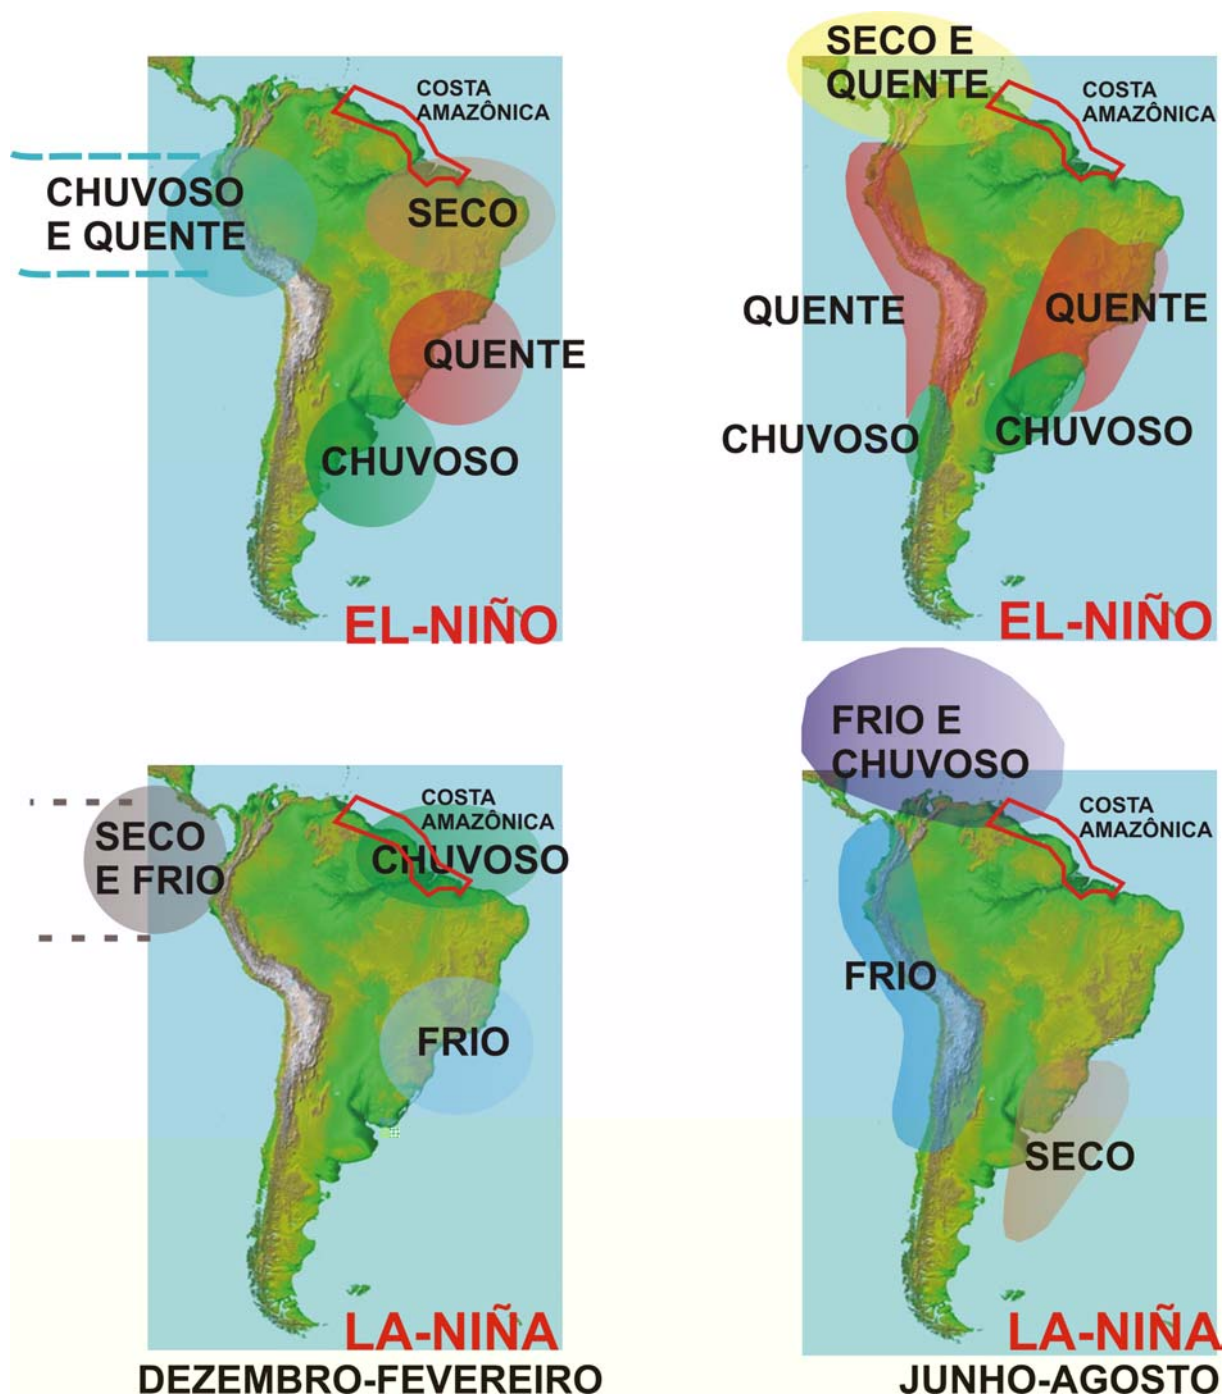 COSTA
AMAZÔNICA
CHUVOSO
E QUENTE
SECO
QUENTE
CHUVOSO
EL-NIÑO
SECO E
QUENTE
COSTA
AMAZÔNICA
QUENTE
QUENTE
CHUVOSO
CHUVOSO
EL-NIÑO
COSTA
AMAZÔNICA
SECO
E FRIO
CHUVOSO
FRIO
LA-NIÑA
DEZEMBRO-FEVEREIRO
FRIO E
CHUVOSO
COSTA
AMAZÔNICA
FRIO
SECO
LA-NIÑA
JUNHO-AGOSTO